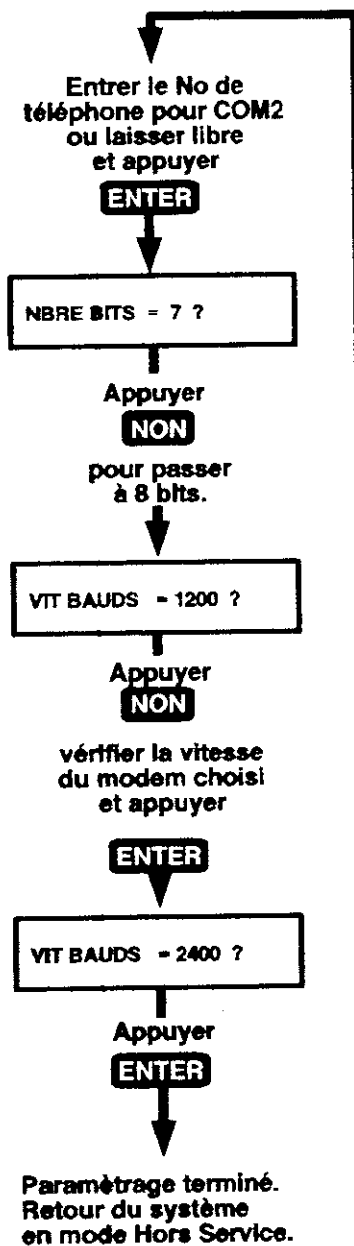 Entrer le No de
téléphone pour COM2
ou laisser libre
et appuyer
ENTER
NBRE BITS = 7 ?
Appuyer
NON
pour passer
à 8 bits.
VIT BAUDS = 1200 ?
Appuyer
NON
vérifier la vitesse
du modem choisi
et appuyer
ENTER
VIT BAUDS = 2400 ?
Appuyer
ENTER
Paramètrage terminé.
Retour du système
en mode Hors Service.